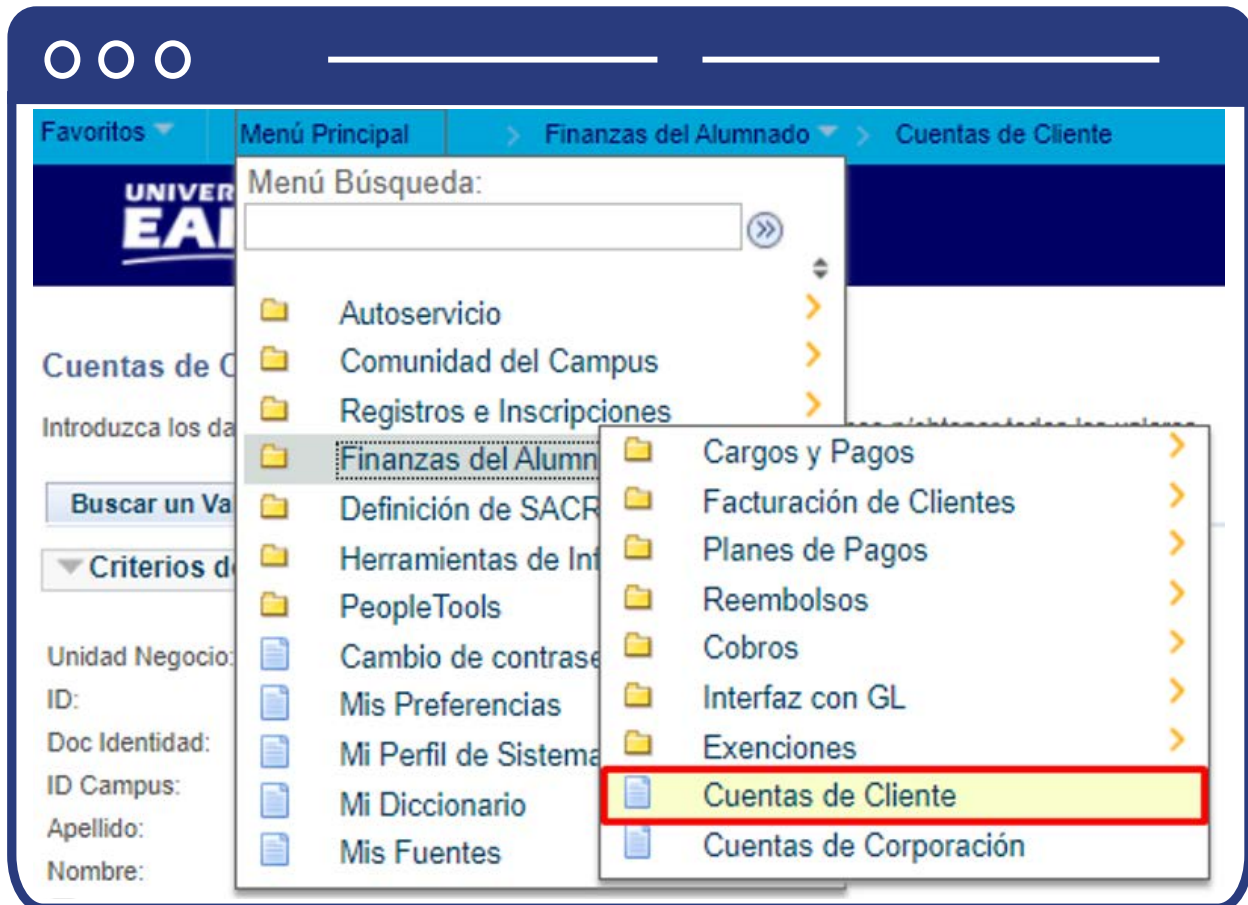 Favoritos Menú Principal > Finanzas del Alumnado > Cuentas de Cliente
Menú Búsqueda:
Autoservicio
Comunidad del Campus
Registros e Inscripciones
Finanzas del Alumn
Definición de SACR
Herramientas de Inf
PeopleTools
Cambio de contrase
Mis Preferencias
Mi Perfil de Sistema
Mi Diccionario
Mis Fuentes
Cargos y Pagos
Facturación de Clientes
Planes de Pagos
Reembolsos
Cobros
Interfaz con GL
Exenciones
Cuentas de Cliente
Cuentas de Corporación
UNIVER
EA
Cuentas de C
Introduzca los da
Buscar un Va
Criterios d
Unidad Negocio:
ID:
Doc Identidad:
ID Campus:
Apellido:
Nombre: